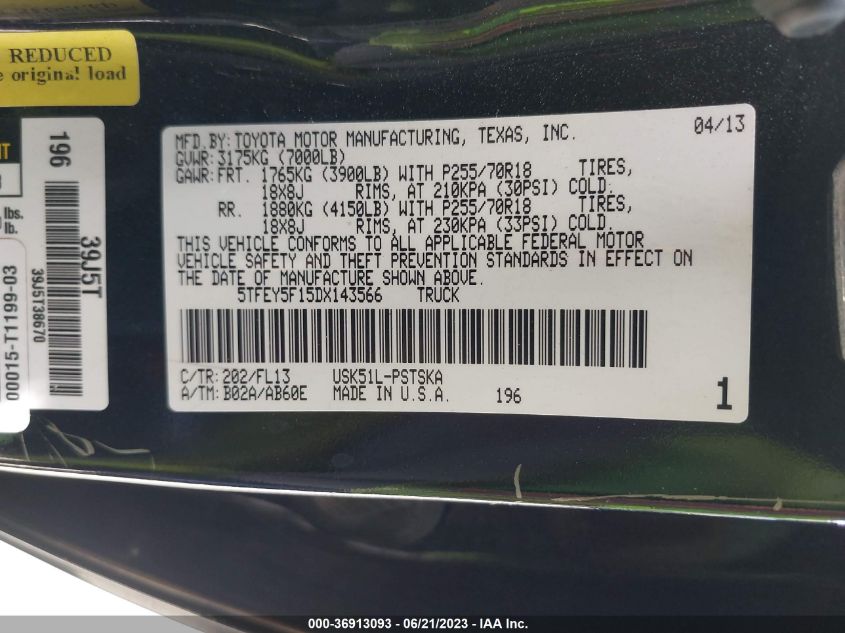 REDUCED
original load
196
lbs.
lb.
39J5T
39J5T38670
00015-T1199-03
MFD.BY:TOYOTA MOTOR MANUFACTURING, TEXAS, INC. 04/13
GVWR:3175KG (7000LB)
GAWR:FRT. 1765KG (3900LB) WITH P255/70R18 TIRES,
18X8J RIMS, AT 210KPA (30PSI) COLD.
RR. 1880KG (4150LB) WITH P255/70R18 TIRES,
18X8J RIMS, AT 230KPA (33PSI) COLD.
THIS VEHICLE CONFORMS TO ALL APPLICABLE FEDERAL MOTOR
VEHICLE SAFETY AND THEFT PREVENTION STANDARDS IN EFFECT ON
THE DATE OF MANUFACTURE SHOWN ABOVE.
5TFEY5F15DX143566 TRUCK
C/TR:202/FL13 USK51L-PSTSKA
A/TM:B02A/AB60E MADE IN U.S.A. 196 1
000-36913093 - 06/21/2023 - IAA Inc.